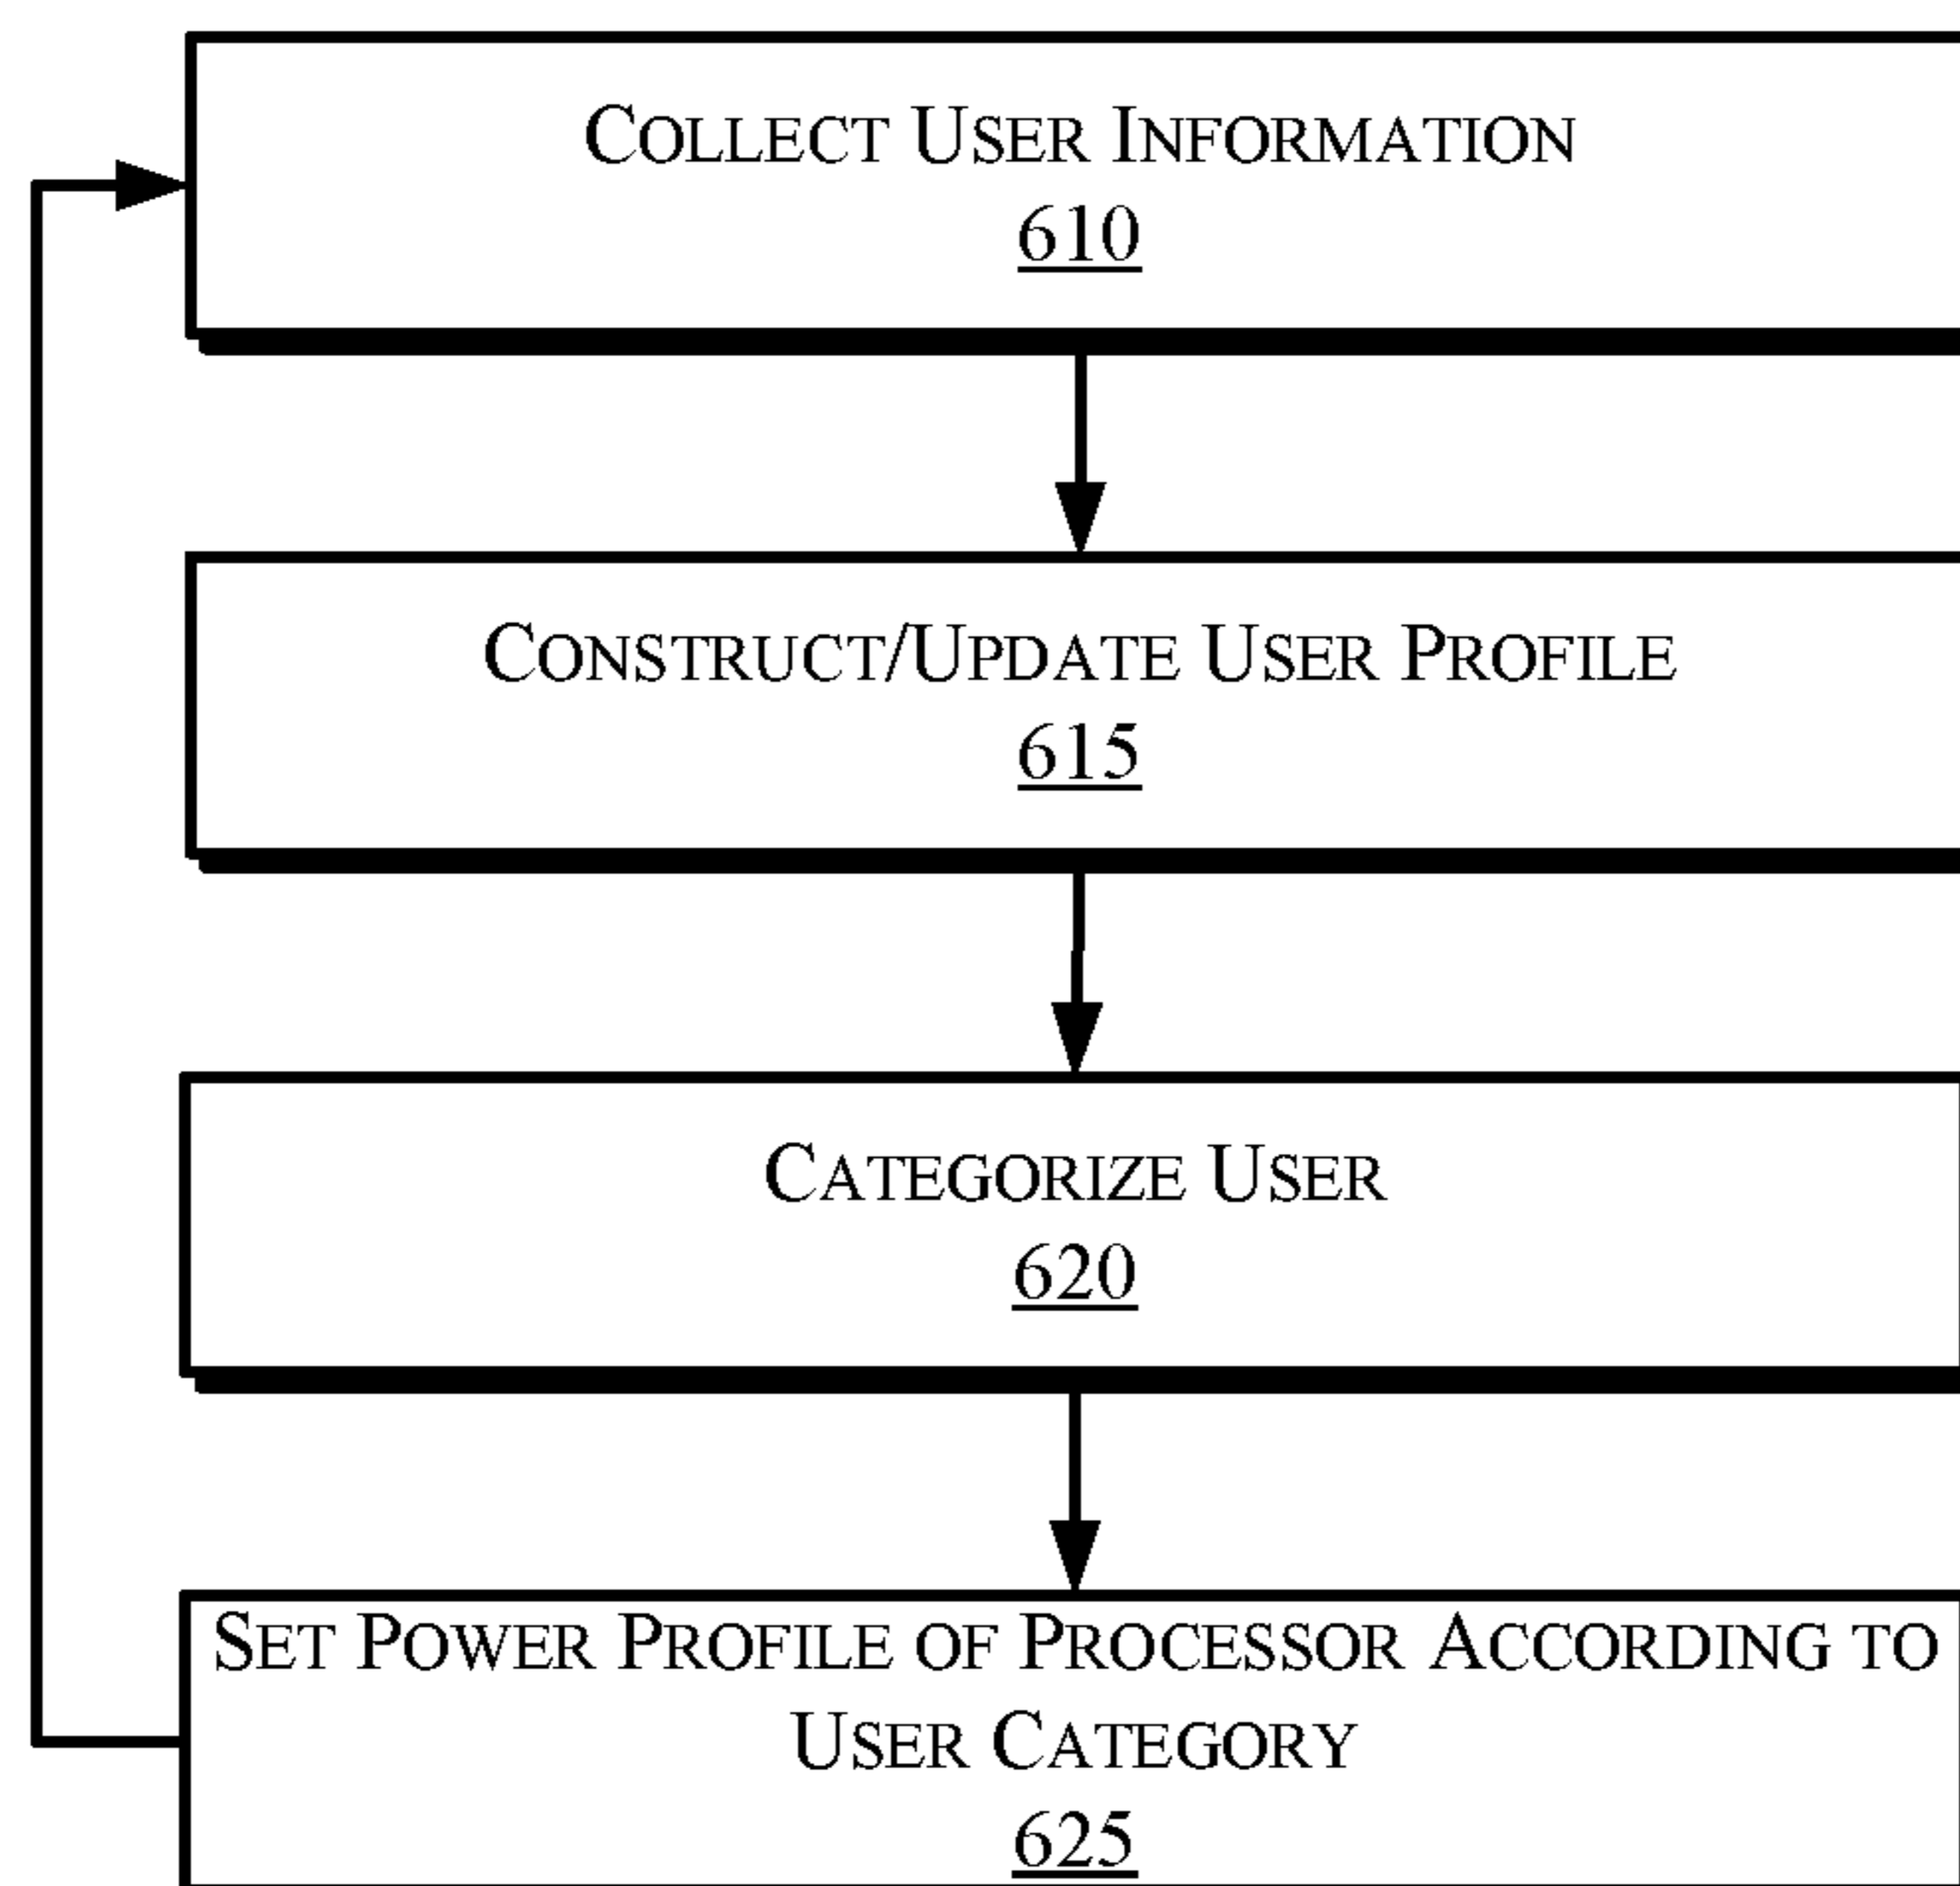 COLLECT USER INFORMATION
610
CONSTRUCT/UPDATE USER PROFILE
615
CATEGORIZE USER
620
SET POWER PROFILE OF PROCESSOR ACCORDING TO
USER CATEGORY
625